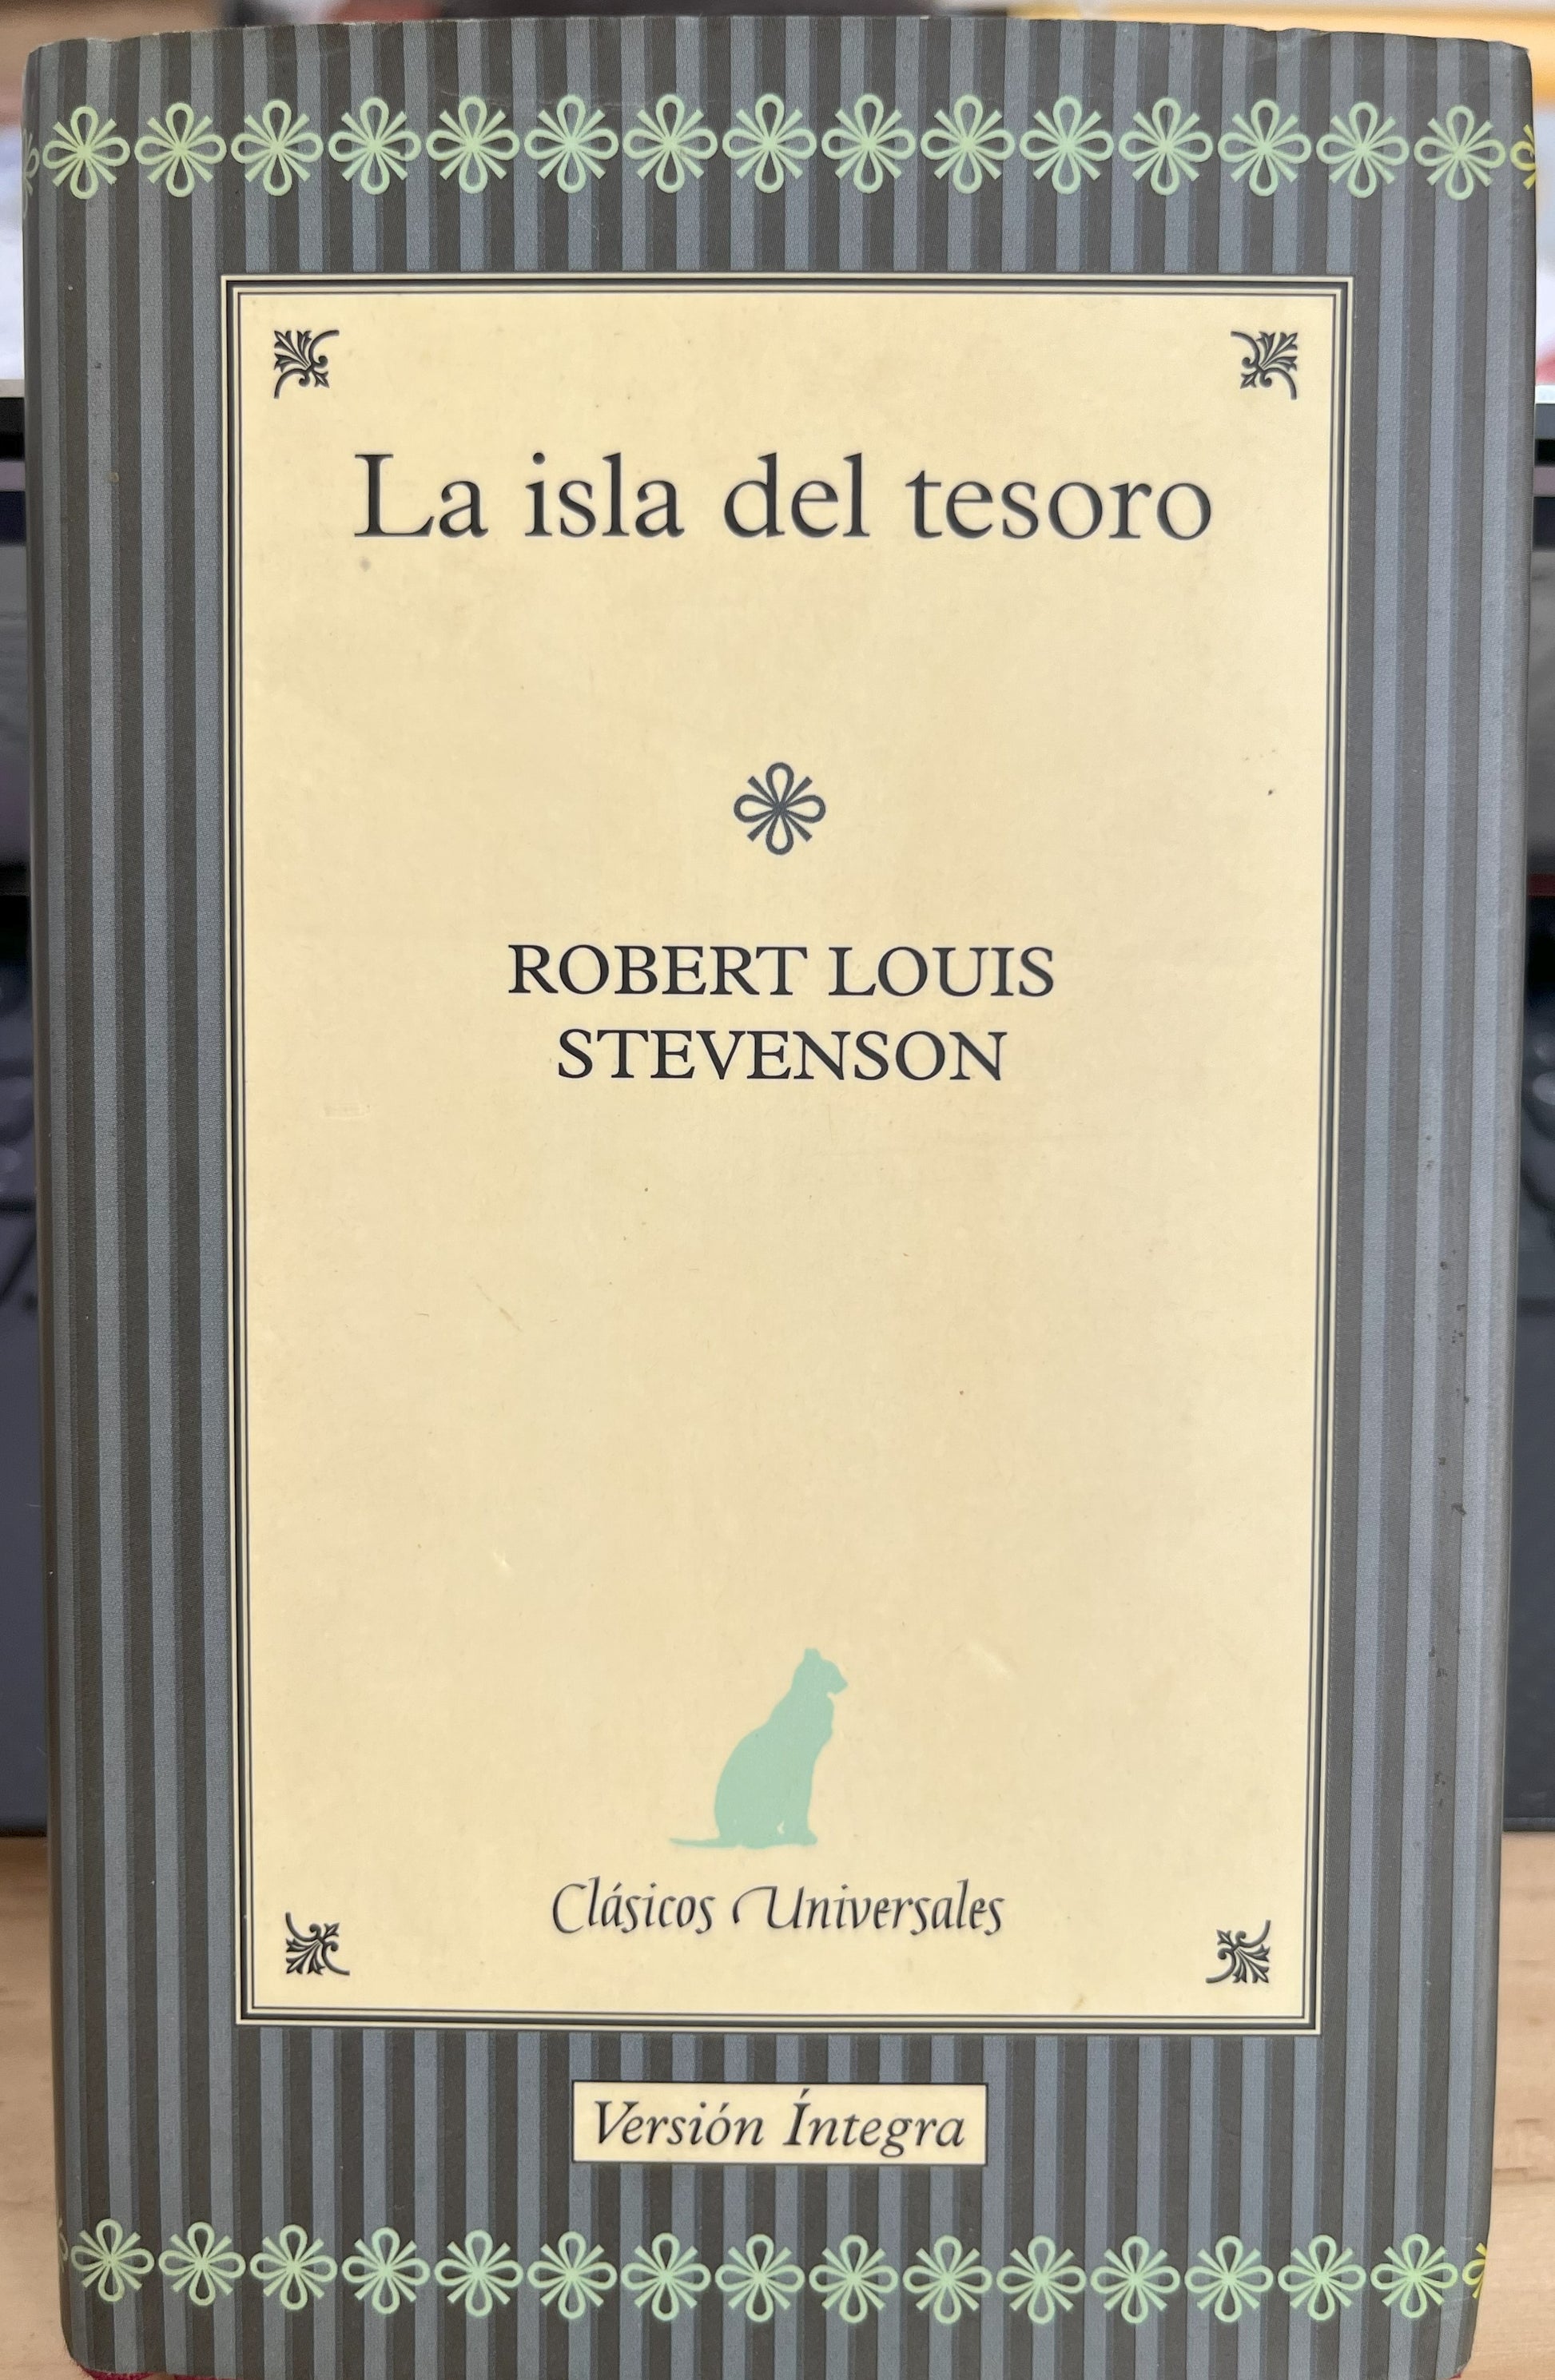 La isla del tesoro
ROBERT LOUIS
STEVENSON
Clásicos Universales
Versión Íntegra